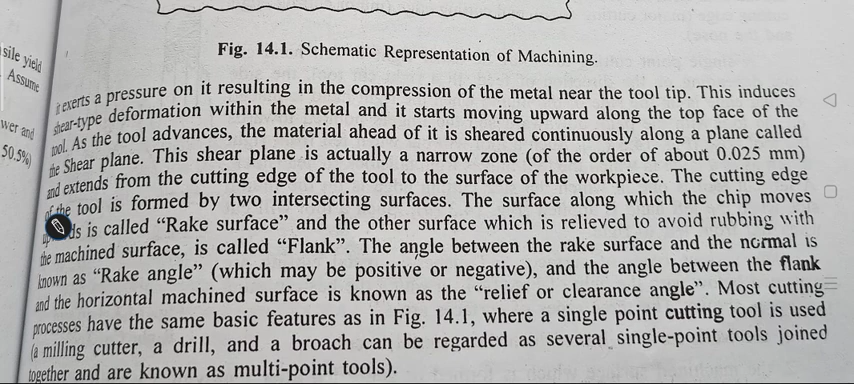 Fig. 14.1. Schematic Representation of Machining.
sile yield
Assume
wer and
50.5%)
it exerts a pressure on it resulting in the compression of the metal near the tool tip. This induces
shear-type deformation within the metal and it starts moving upward along the top face of the
tool. As the tool advances, the material ahead of it is sheared continuously along a plane called
the Shear plane. This shear plane is actually a narrow zone (of the order of about 0.025 mm)
and extends from the cutting edge of the tool to the surface of the workpiece. The cutting edge
of the tool is formed by two intersecting surfaces. The surface along which the chip moves
ds is called “Rake surface” and the other surface which is relieved to avoid rubbing with
the machined surface, is called “Flank”. The angle between the rake surface and the normal is
known as “Rake angle” (which may be positive or negative), and the angle between the flank
and the horizontal machined surface is known as the “relief or clearance angle”. Most cutting
processes have the same basic features as in Fig. 14.1, where a single point cutting tool is used
(a milling cutter, a drill, and a broach can be regarded as several single-point tools joined
together and are known as multi-point tools).